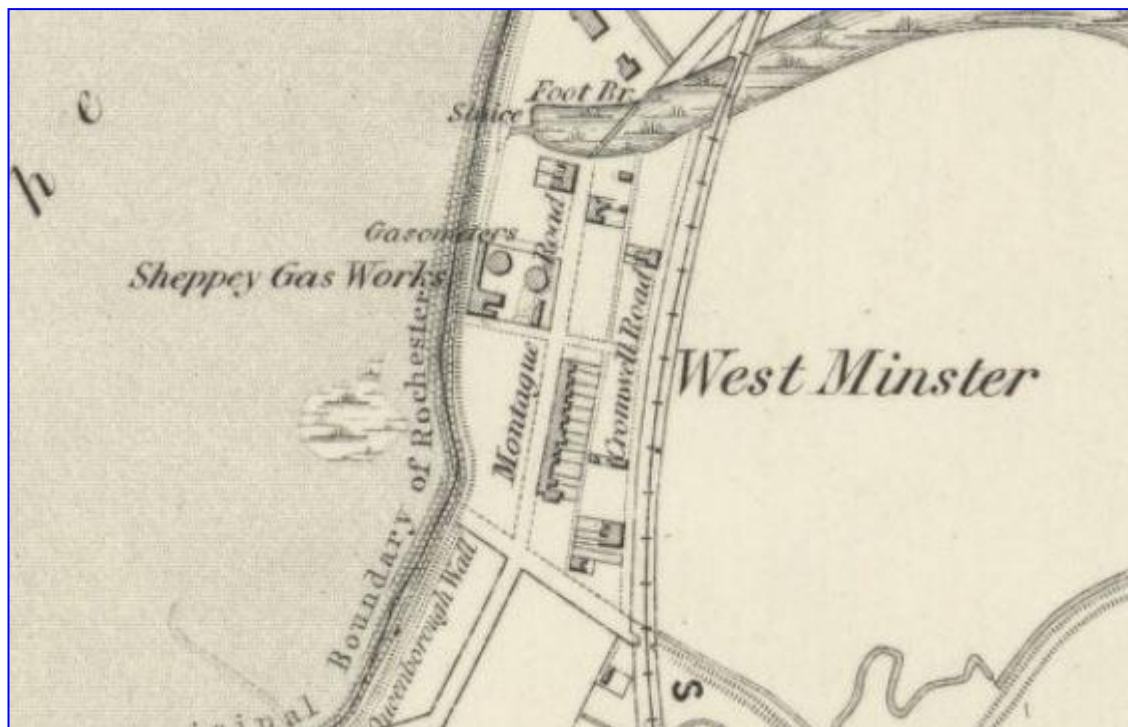 h e
Foot Br.
Sluice
Gasometers
Road
Sheppey Gas Works
Cromwell Road
West Minster
Montague
Boundary of Rochester
Queenborough Wall
S